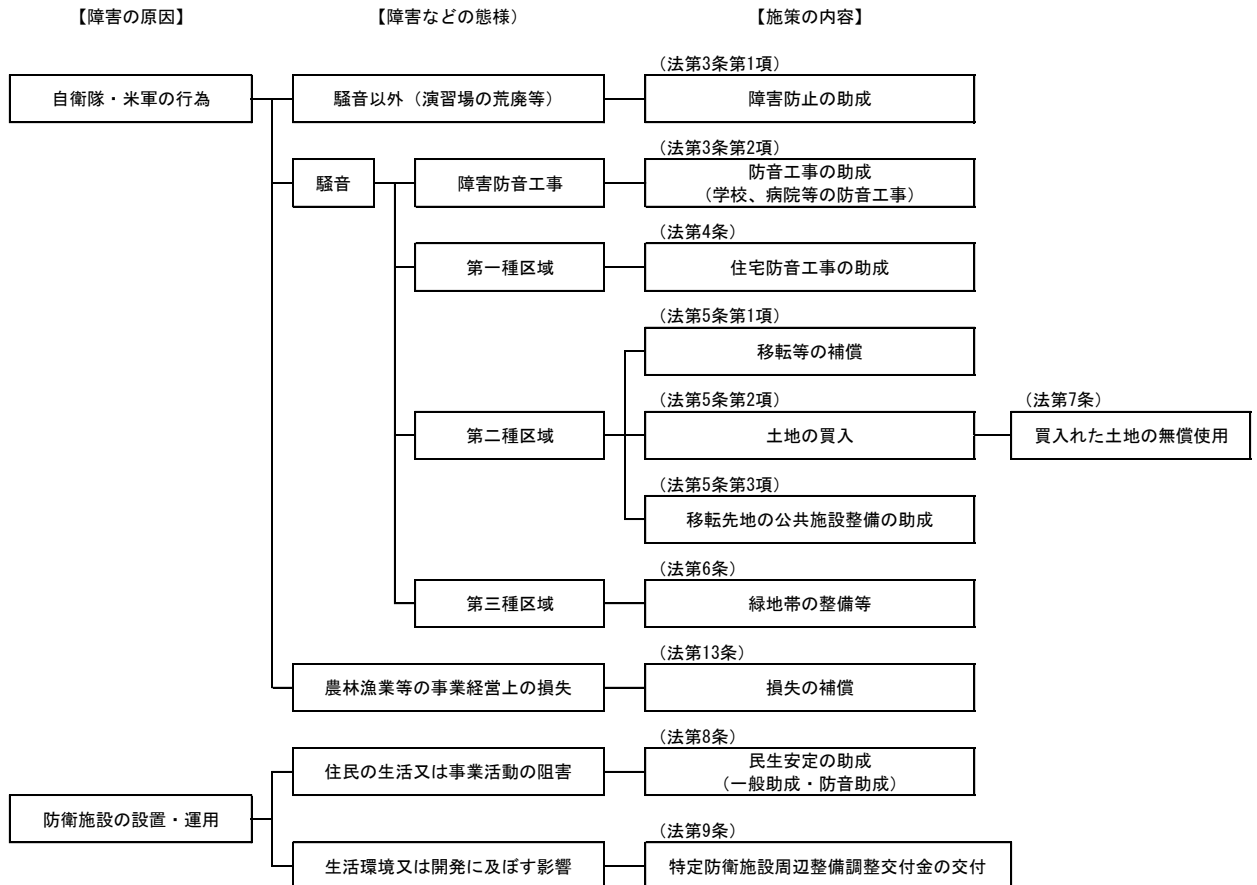 【障害の原因】
【障害などの態様）
【施策の内容】
（法第3条第1項）
自衛隊・米軍の行為
騒音以外（演習場の荒廃等）
障害防止の助成
（法第3条第2項）
騒音
障害防音工事
防音工事の助成
（学校、病院等の防音工事）
（法第4条）
第一種区域
住宅防音工事の助成
（法第5条第1項）
移転等の補償
（法第5条第2項）
（法第7条）
第二種区域
土地の買入
買入れた土地の無償使用
（法第5条第3項）
移転先地の公共施設整備の助成
（法第6条）
第三種区域
緑地帯の整備等
（法第13条）
農林漁業等の事業経営上の損失
損失の補償
（法第8条）
住民の生活又は事業活動の阻害
民生安定の助成
（一般助成・防音助成）
防衛施設の設置・運用
（法第9条）
生活環境又は開発に及ぼす影響
特定防衛施設周辺整備調整交付金の交付